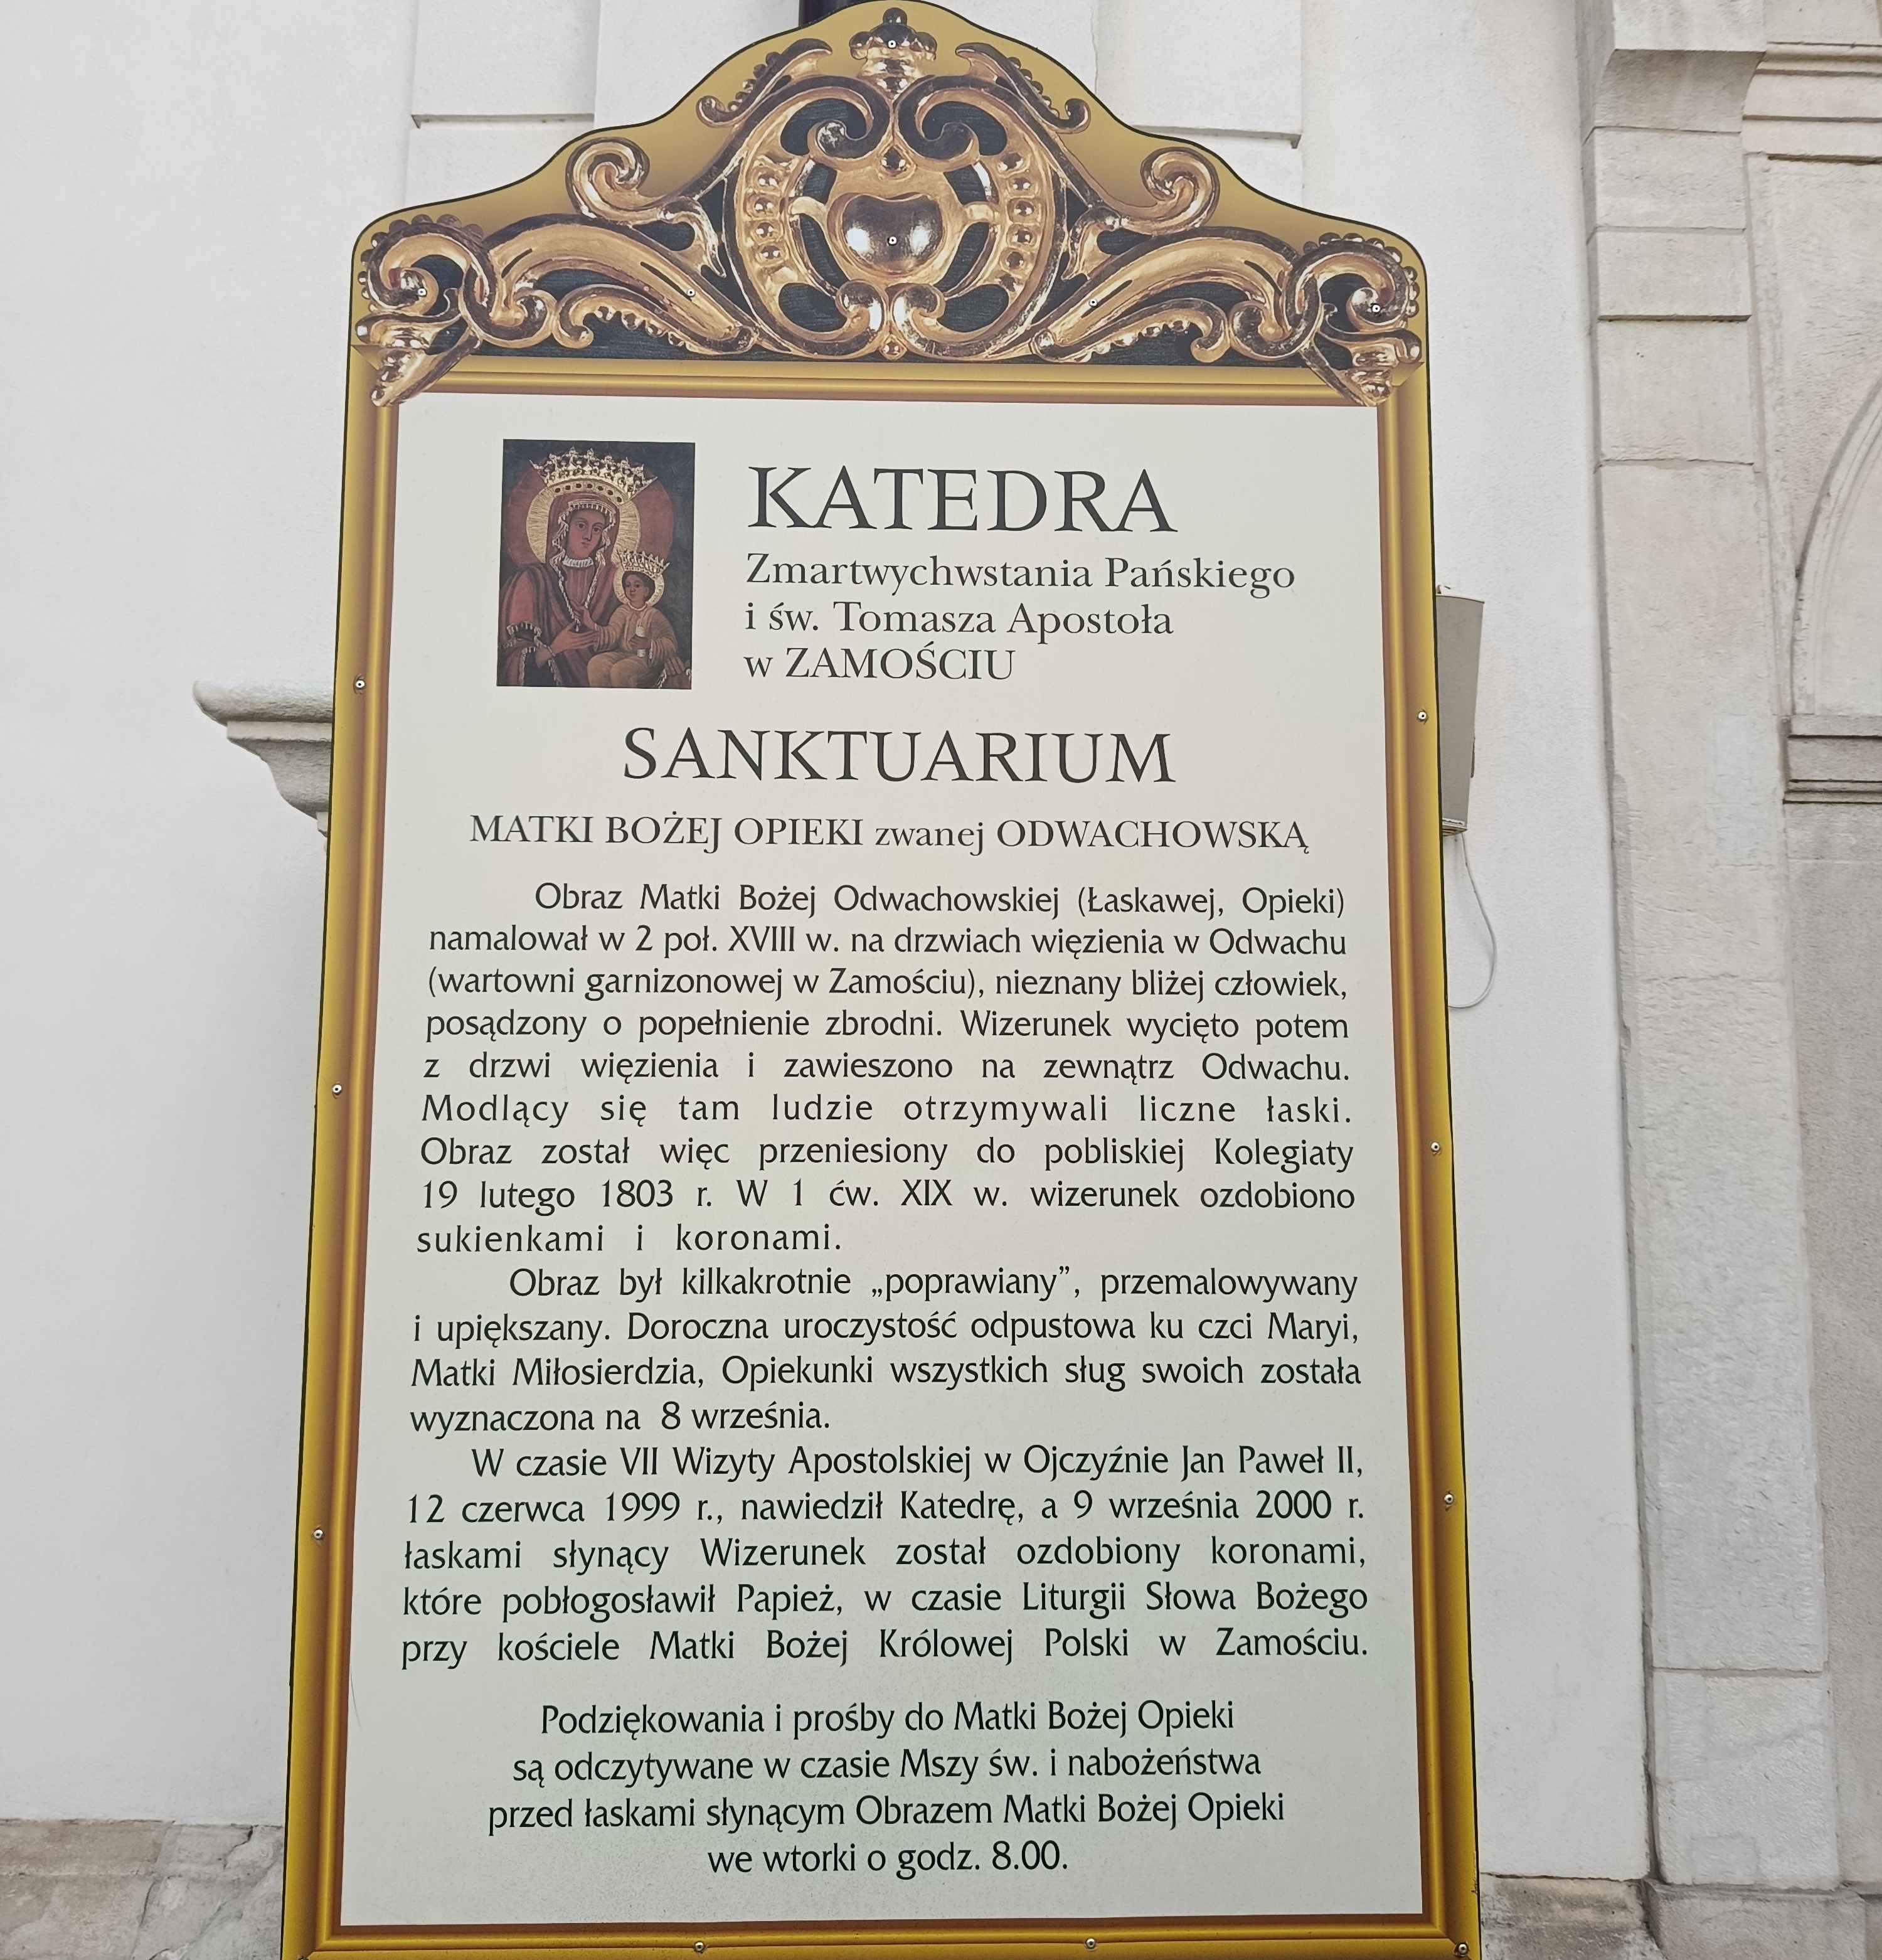 KATEDRA
Zmartwychwstania Pańskiego
i św. Tomasza Apostoła
w ZAMOŚCIU
SANKTUARIUM
MATKI BOŻEJ OPIEKI zwanej ODWACHOWSKĄ
Obraz Matki Bożej Odwachowskiej (Łaskawej, Opieki)
namalował w 2 poł. XVIII w. na drzwiach więzienia w Odwachu
(wartowni garnizonowej w Zamościu), nieznany bliżej człowiek,
posądzony o popełnienie zbrodni. Wizerunek wycięto potem
z drzwi więzienia i zawieszono na zewnątrz Odwachu.
Modlący się tam ludzie otrzymywali liczne łaski.
Obraz został więc przeniesiony do pobliskiej Kolegiaty
19 lutego 1803 r. W 1 ćw. XIX w. wizerunek ozdobiono
sukienkami i koronami.
Obraz był kilkakrotnie „poprawiany”, przemalowywany
i upiększany. Doroczna uroczystość odpustowa ku czci Maryi,
Matki Miłosierdzia, Opiekunki wszystkich sług swoich została
wyznaczona na 8 września.
W czasie VII Wizyty Apostolskiej w Ojczyźnie Jan Paweł II,
12 czerwca 1999 r., nawiedził Katedrę, a 9 września 2000 r.
łaskami słynący Wizerunek został ozdobiony koronami,
które pobłogosławił Papież, w czasie Liturgii Słowa Bożego
przy kościele Matki Bożej Królowej Polski w Zamościu.
Podziękowania i prośby do Matki Bożej Opieki
są odczytywane w czasie Mszy św. i nabożeństwa
przed łaskami słynącym Obrazem Matki Bożej Opieki
we wtorki o godz. 8.00.